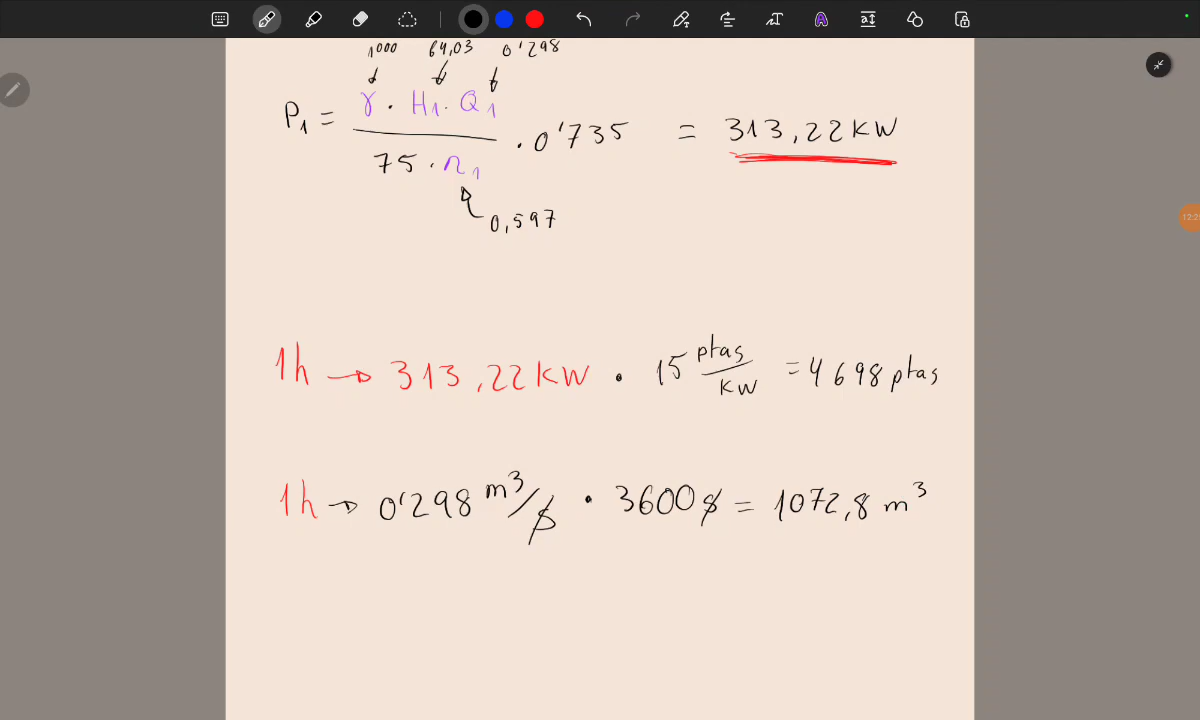 1000 64,03 0'298
P1 = γ · H1 · Q1 / 75 · η1 · 0'735 = 313,22 KW
0,597
1h → 313,22 KW · 15 ptas/KW = 4698 ptas
1h → 0'298 m³/s · 3600 s = 1072,8 m³